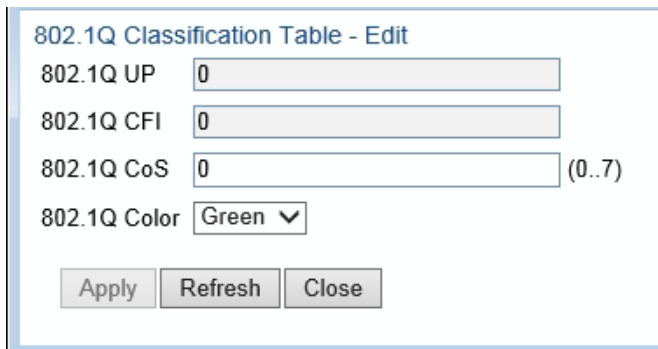 802.1Q Classification Table - Edit
802.1Q UP 0
802.1Q CFI 0
802.1Q CoS 0 (0..7)
802.1Q Color Green
Apply Refresh Close